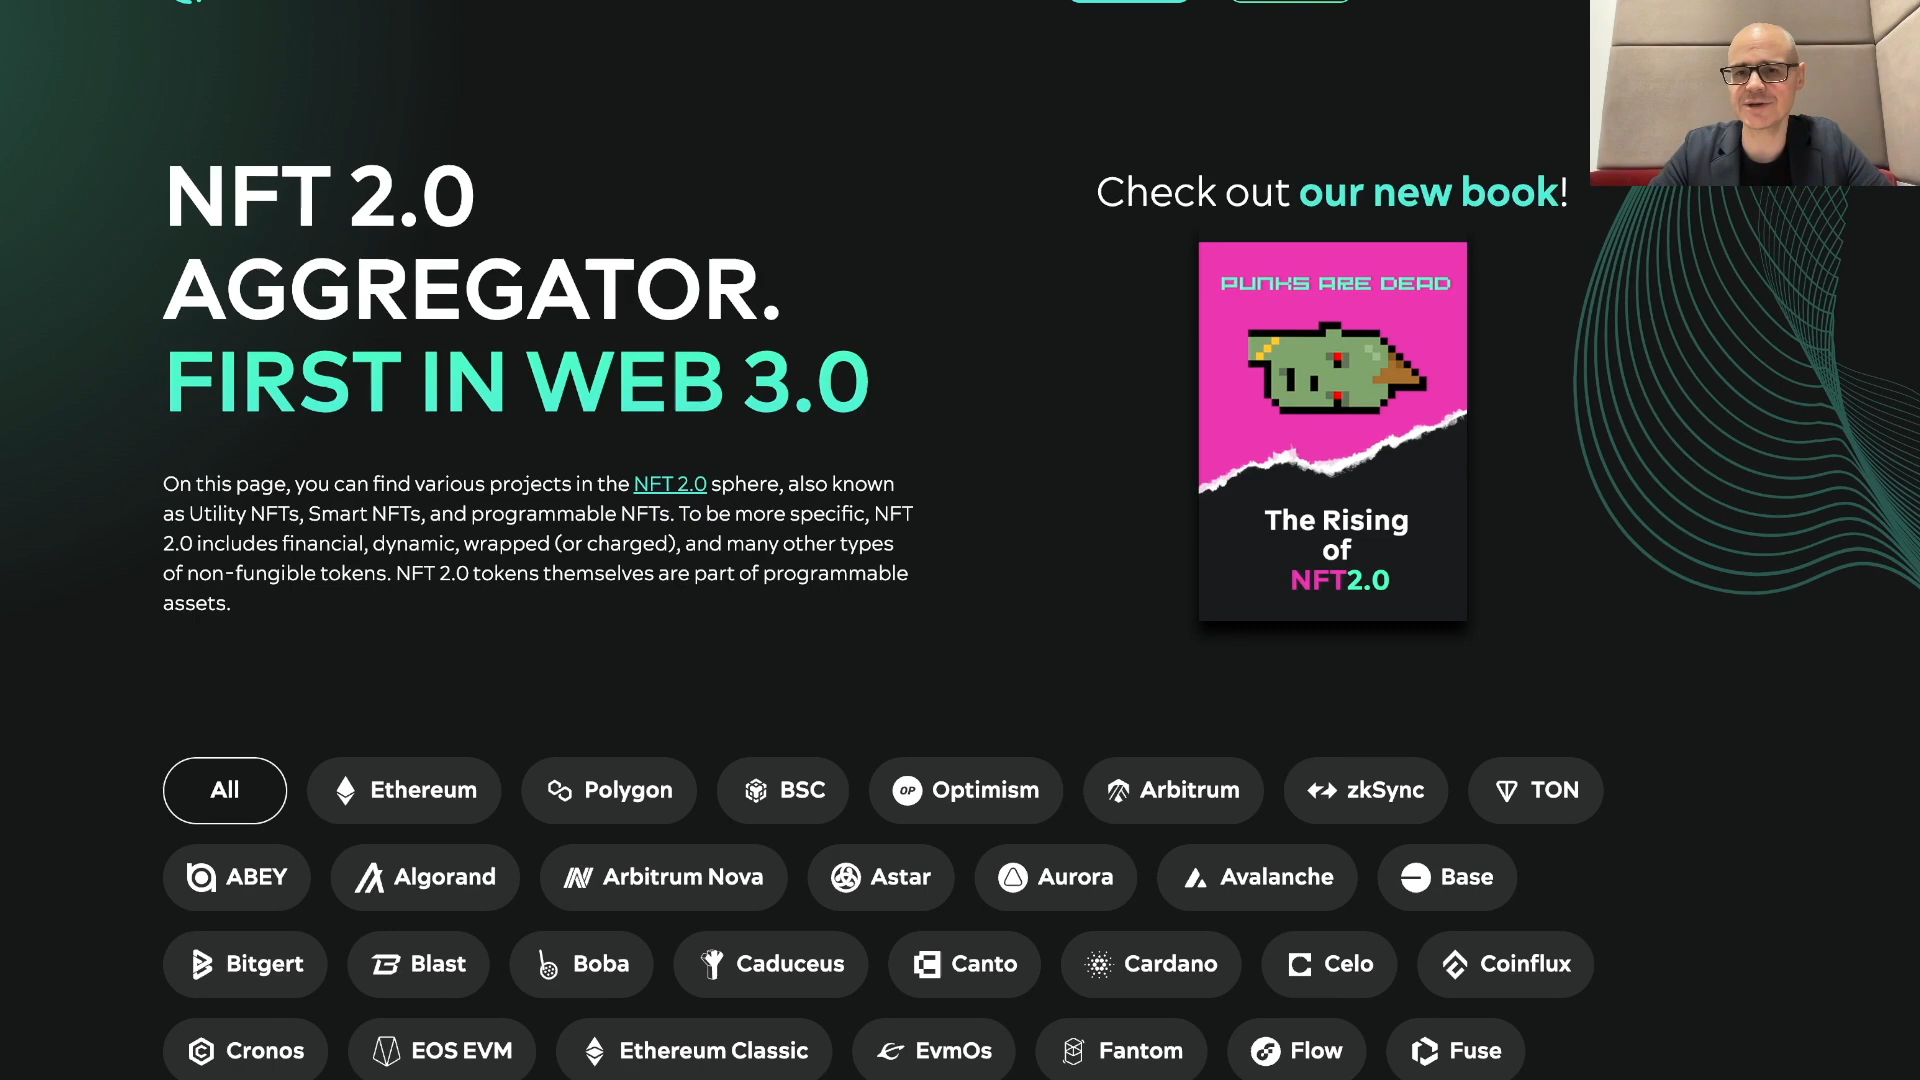 NFT 2.0
AGGREGATOR.
FIRST IN WEB 3.0
On this page, you can find various projects in the NFT 2.0 sphere, also known
as Utility NFTs, Smart NFTs, and programmable NFTs. To be more specific, NFT
2.0 includes financial, dynamic, wrapped (or charged), and many other types
of non-fungible tokens. NFT 2.0 tokens themselves are part of programmable
assets.
Check out our new book!
PUNKS ARE DEAD
The Rising
of
NFT2.0
All Ethereum Polygon BSC OP Optimism Arbitrum zkSync TON
ABEY Algorand Arbitrum Nova Astar Aurora Avalanche Base
Bitgert Blast Boba Caduceus Canto Cardano Celo Coinflux
Cronos EOS EVM Ethereum Classic EvmOs Fantom Flow Fuse